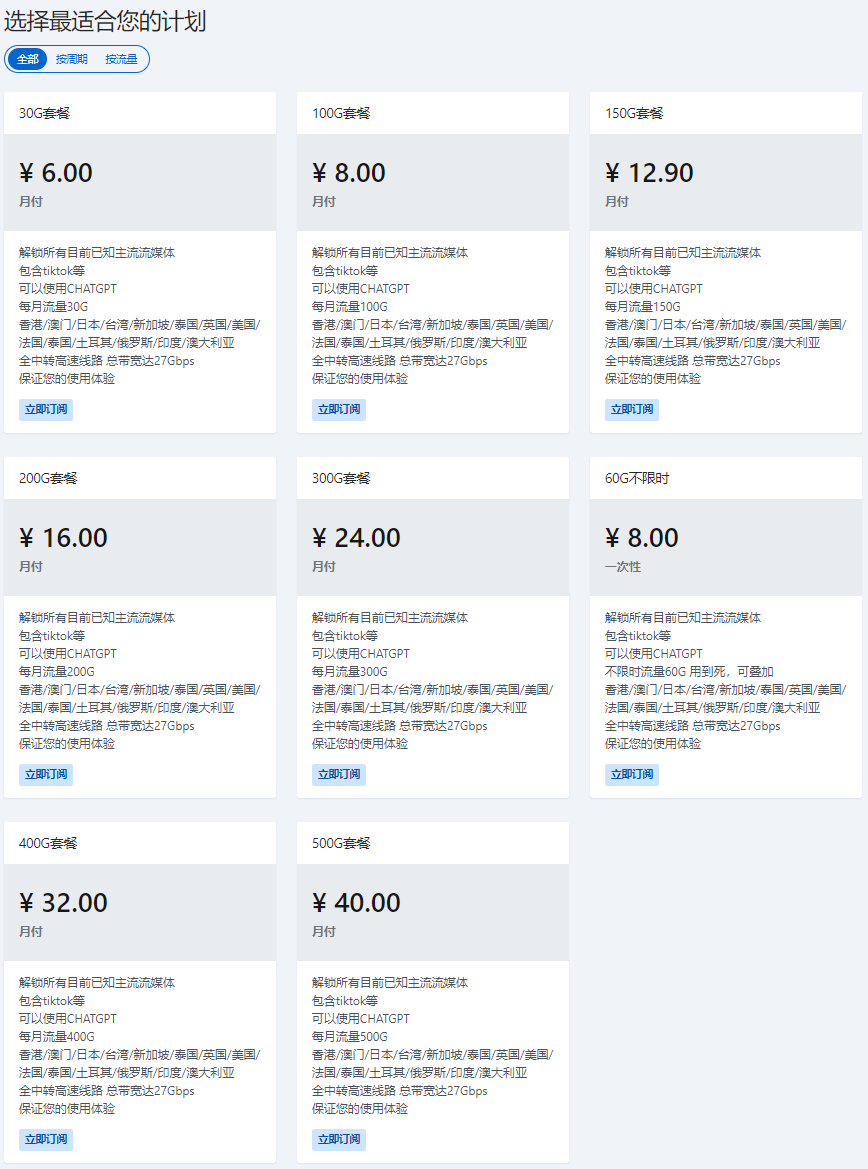 选择最适合您的计划
全部 按周期 按流量
30G套餐
¥ 6.00
月付
解锁所有目前已知主流流媒体
包含tiktok等
可以使用CHATGPT
每月流量30G
香港/澳门/日本/台湾/新加坡/泰国/英国/美国/
法国/泰国/土耳其/俄罗斯/印度/澳大利亚
全中转高速线路 总带宽达27Gbps
保证您的使用体验
立即订阅
100G套餐
¥ 8.00
月付
解锁所有目前已知主流流媒体
包含tiktok等
可以使用CHATGPT
每月流量100G
香港/澳门/日本/台湾/新加坡/泰国/英国/美国/
法国/泰国/土耳其/俄罗斯/印度/澳大利亚
全中转高速线路 总带宽达27Gbps
保证您的使用体验
立即订阅
150G套餐
¥ 12.90
月付
解锁所有目前已知主流流媒体
包含tiktok等
可以使用CHATGPT
每月流量150G
香港/澳门/日本/台湾/新加坡/泰国/英国/美国/
法国/泰国/土耳其/俄罗斯/印度/澳大利亚
全中转高速线路 总带宽达27Gbps
保证您的使用体验
立即订阅
200G套餐
¥ 16.00
月付
解锁所有目前已知主流流媒体
包含tiktok等
可以使用CHATGPT
每月流量200G
香港/澳门/日本/台湾/新加坡/泰国/英国/美国/
法国/泰国/土耳其/俄罗斯/印度/澳大利亚
全中转高速线路 总带宽达27Gbps
保证您的使用体验
立即订阅
300G套餐
¥ 24.00
月付
解锁所有目前已知主流流媒体
包含tiktok等
可以使用CHATGPT
每月流量300G
香港/澳门/日本/台湾/新加坡/泰国/英国/美国/
法国/泰国/土耳其/俄罗斯/印度/澳大利亚
全中转高速线路 总带宽达27Gbps
保证您的使用体验
立即订阅
60G不限时
¥ 8.00
一次性
解锁所有目前已知主流流媒体
包含tiktok等
可以使用CHATGPT
不限时流量60G 用到死，可叠加
香港/澳门/日本/台湾/新加坡/泰国/英国/美国/
法国/泰国/土耳其/俄罗斯/印度/澳大利亚
全中转高速线路 总带宽达27Gbps
保证您的使用体验
立即订阅
400G套餐
¥ 32.00
月付
解锁所有目前已知主流流媒体
包含tiktok等
可以使用CHATGPT
每月流量400G
香港/澳门/日本/台湾/新加坡/泰国/英国/美国/
法国/泰国/土耳其/俄罗斯/印度/澳大利亚
全中转高速线路 总带宽达27Gbps
保证您的使用体验
立即订阅
500G套餐
¥ 40.00
月付
解锁所有目前已知主流流媒体
包含tiktok等
可以使用CHATGPT
每月流量500G
香港/澳门/日本/台湾/新加坡/泰国/英国/美国/
法国/泰国/土耳其/俄罗斯/印度/澳大利亚
全中转高速线路 总带宽达27Gbps
保证您的使用体验
立即订阅